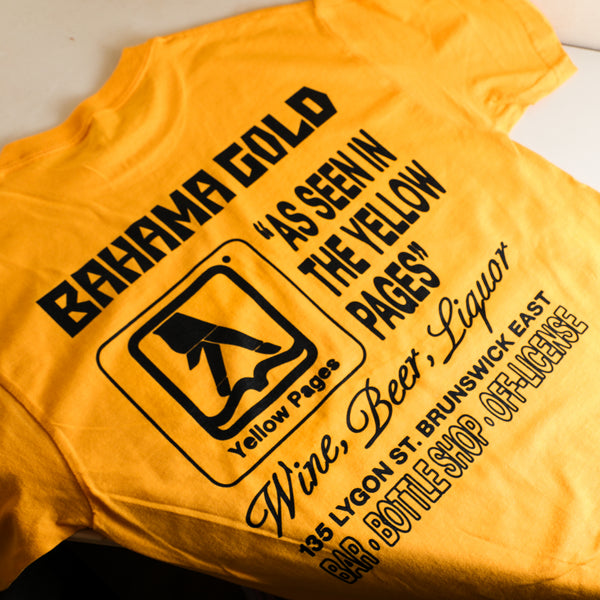 BAHAMA GOLD
"AS SEEN IN
THE YELLOW
PAGES"
Yellow Pages
Wine, Beer, Liquor
135 LYGON ST. BRUNSWICK EAST
BAR · BOTTLE SHOP · OFF-LICENSE